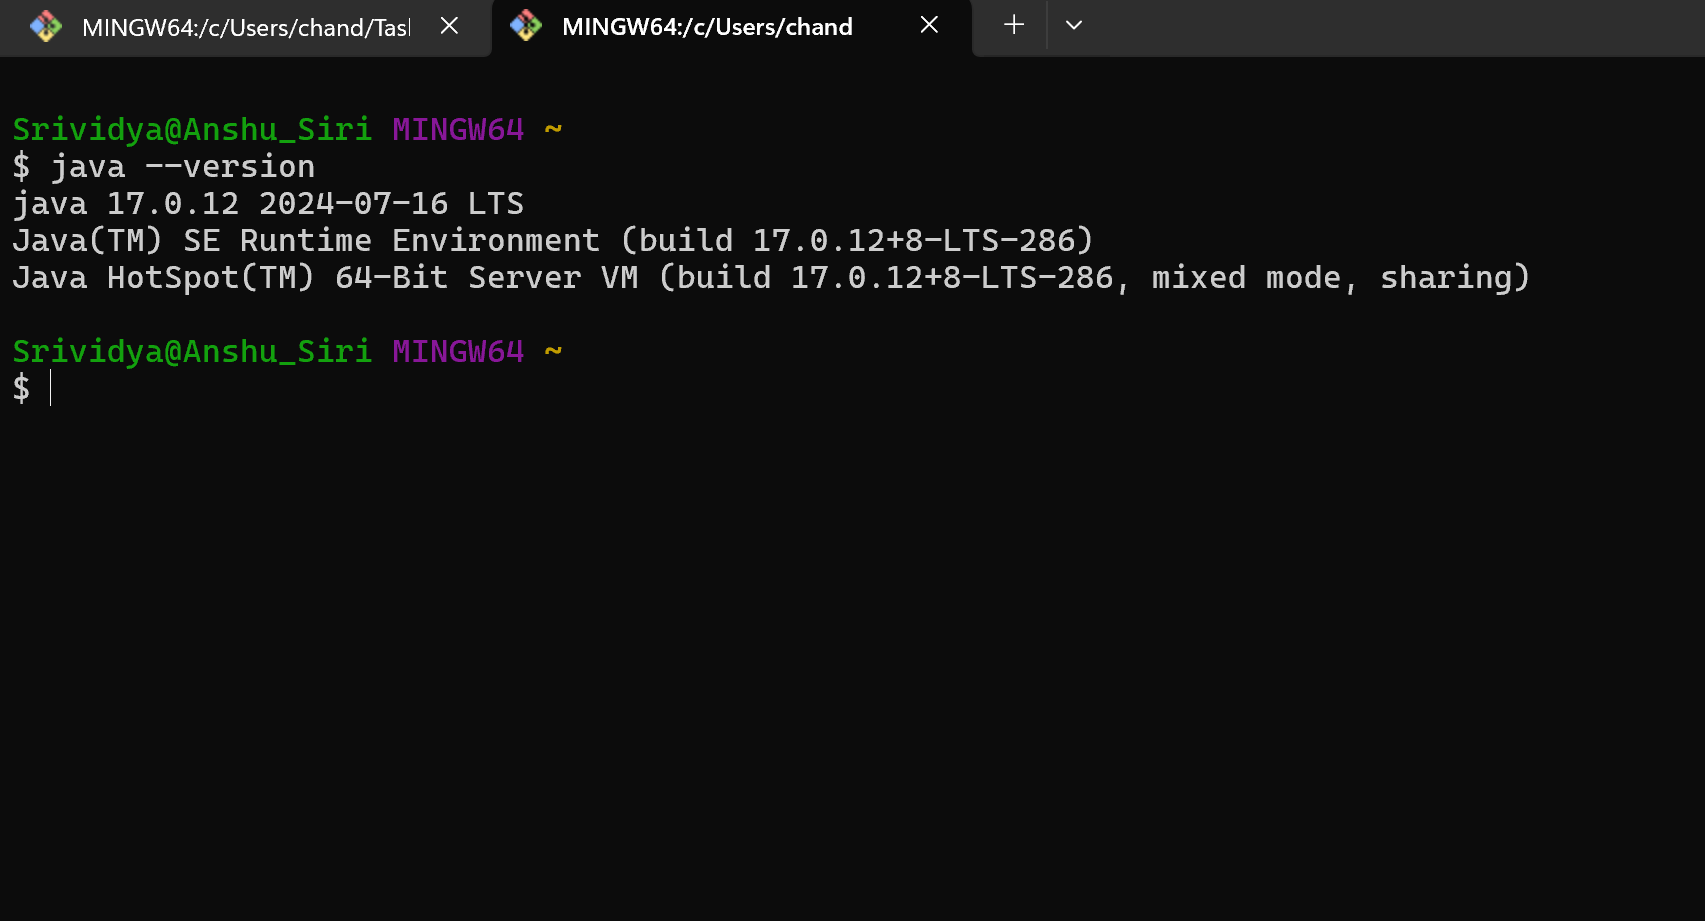 MINGW64:/c/Users/chand/Tas
MINGW64:/c/Users/chand
Srividya@Anshu_Siri MINGW64 ~
$ java --version
java 17.0.12 2024-07-16 LTS
Java(TM) SE Runtime Environment (build 17.0.12+8-LTS-286)
Java HotSpot(TM) 64-Bit Server VM (build 17.0.12+8-LTS-286, mixed mode, sharing)
Srividya@Anshu_Siri MINGW64 ~
$